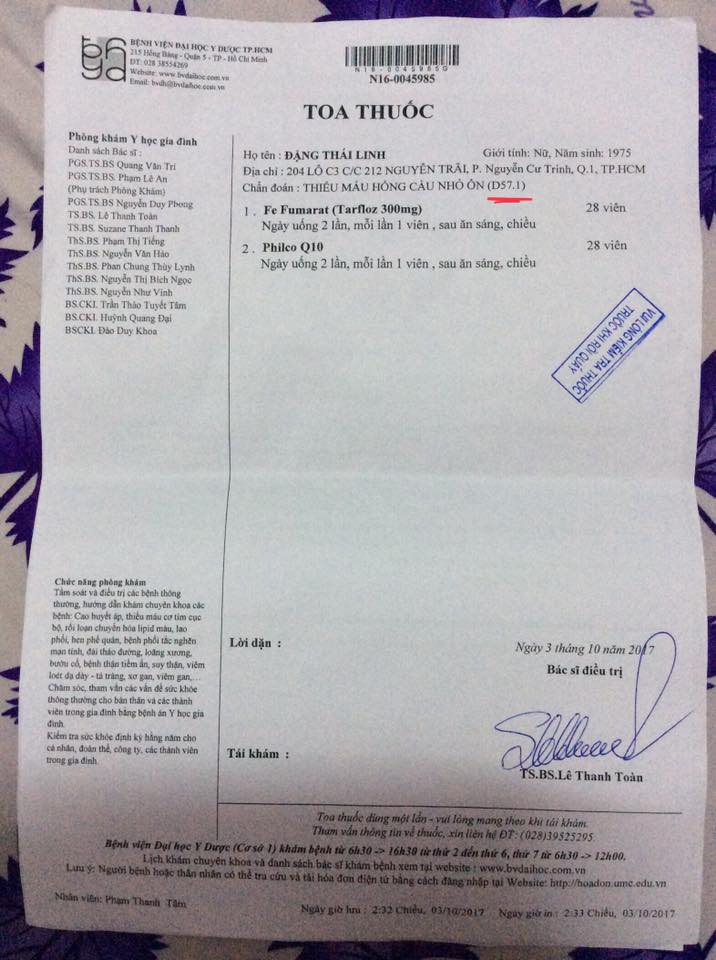 BỆNH VIỆN ĐẠI HỌC Y DƯỢC TP.HCM
215 Hồng Bàng - Quận 5 - TP - Hồ Chí Minh
ĐT: 028 38554269
Website: www.bvdaihoc.com.vn
Email: bvdh@bvdaihoc.com.vn
N16-0045985
N16-0045985
TOA THUỐC
Phòng khám Y học gia đình
Danh sách Bác sĩ :
PGS.TS.BS Quang Văn Trí
PGS.TS.BS. Phạm Lê An
(Phụ trách Phòng Khám)
PGS.TS.BS Nguyễn Duy Phong
TS.BS. Lê Thanh Toàn
TS.BS. Suzane Thanh Thanh
ThS.BS. Phạm Thị Tiếng
ThS.BS. Nguyễn Văn Hảo
ThS.BS. Phan Chung Thùy Lynh
ThS.BS. Nguyễn Thị Bích Ngọc
ThS.BS. Nguyễn Như Vinh
BS.CKI. Trần Thảo Tuyết Tâm
BS.CKI. Huỳnh Quang Đại
BSCKI. Đào Duy Khoa
Họ tên : ĐẶNG THÁI LINH Giới tính: Nữ, Năm sinh: 1975
Địa chỉ : 204 LÔ C3 C/C 212 NGUYỄN TRÃI, P. Nguyễn Cư Trinh, Q.1, TP.HCM
Chẩn đoán : THIẾU MÁU HỒNG CẦU NHỎ ỔN (D57.1)
1 . Fe Fumarat (Tarfloz 300mg) 28 viên
Ngày uống 2 lần, mỗi lần 1 viên , sau ăn sáng, chiều
2 . Philco Q10 28 viên
Ngày uống 2 lần, mỗi lần 1 viên , sau ăn sáng, chiều
VUI LÒNG KIỂM TRA THUỐC
TRƯỚC KHI RỜI QUẦY
Chức năng phòng khám
Tầm soát và điều trị các bệnh thông
thường, hướng dẫn khám chuyên khoa các
bệnh: Cao huyết áp, thiếu máu cơ tim cục
bộ, rối loạn chuyển hóa lipid máu, lao
phổi, hen phế quản, bệnh phổi tắc nghẽn
mạn tính, đái tháo đường, loãng xương,
bướu cổ, bệnh thận tiềm ẩn, suy thận, viêm
loét dạ dày - tá tràng, xơ gan, viêm gan,...
Chăm sóc, tham vấn các vấn đề sức khỏe
thông thường cho bản thân và các thành
viên trong gia đình bằng bệnh án Y học gia
đình.
Kiểm tra sức khỏe định kỳ hằng năm cho
cá nhân, đoàn thể, công ty, các thành viên
trong gia đình.
Lời dặn :
Ngày 3 tháng 10 năm 2017
Bác sĩ điều trị
Tái khám :
TS.BS.Lê Thanh Toàn
Toa thuốc dùng một lần - vui lòng mang theo khi tái khám.
Tham vấn thông tin về thuốc, xin liên hệ ĐT: (028)39525295
Bệnh viện Đại học Y Dược (Cơ sở 1) khám bệnh từ 6h30 -> 16h30 từ thứ 2 đến thứ 6, thứ 7 từ 6h30 -> 12h00.
Lịch khám chuyên khoa và danh sách bác sĩ khám bệnh xem tại website : www.bvdaihoc.com.vn
Lưu ý: Người bệnh hoặc thân nhân có thể tra cứu và tải hóa đơn điện tử bằng cách đăng nhập tại Website: http://hoadon.umc.edu.vn
Nhân viên: Phạm Thanh Tâm Ngày giờ lưu : 2:32 Chiều, 03/10/2017 Ngày giờ in : 2:33 Chiều, 03/10/2017